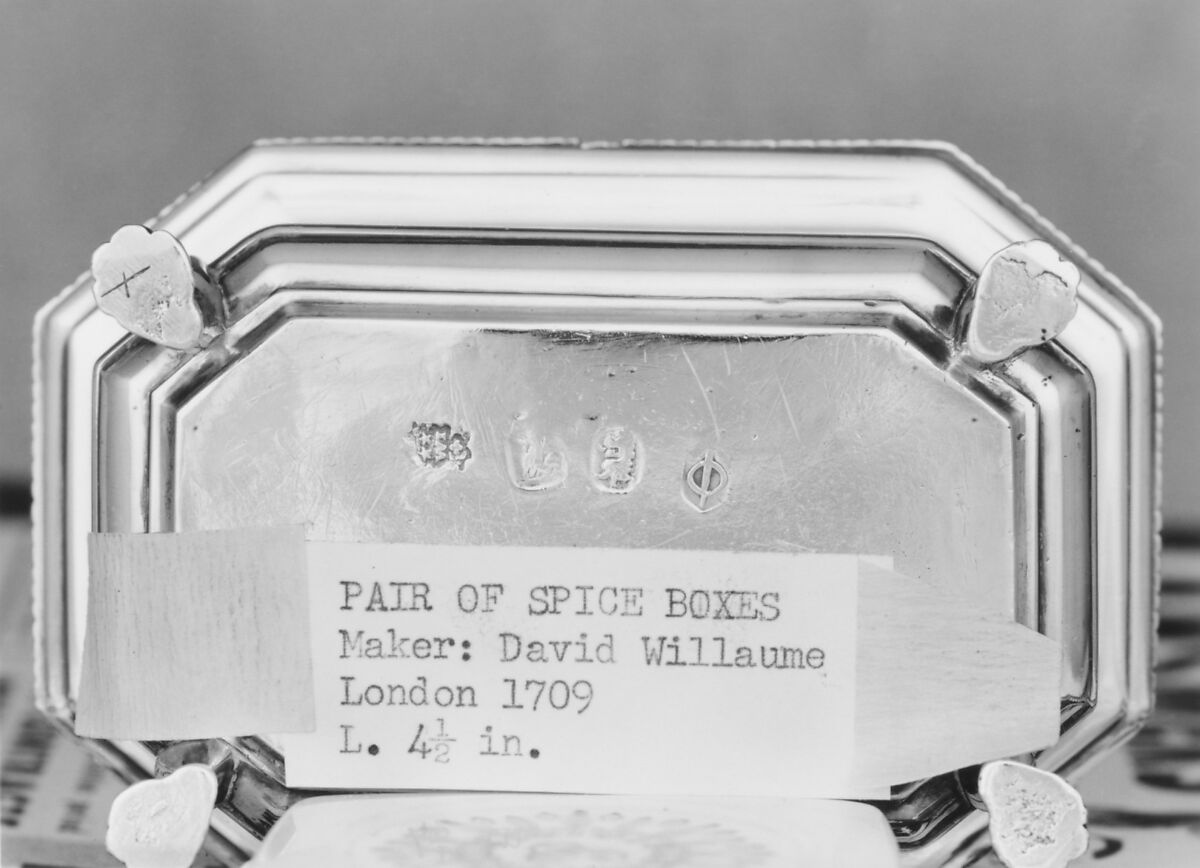 PAIR OF SPICE BOXES
Maker: David Willaume
London 1709
L. 4½ in.